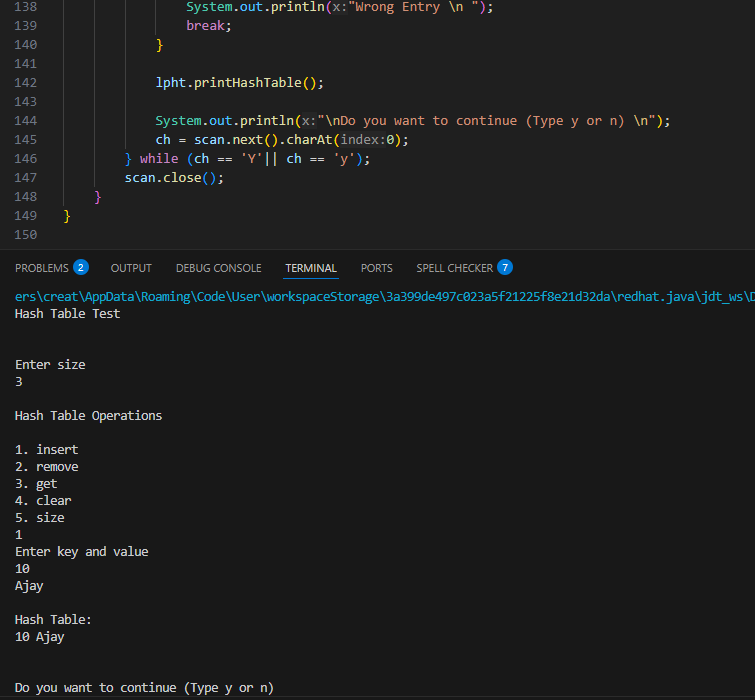 138 System.out.println(x:"Wrong Entry \n ");
139 break;
140 }
141
142 lpht.printHashTable();
143
144 System.out.println(x:"\nDo you want to continue (Type y or n) \n");
145 ch = scan.next().charAt(index:0);
146 } while (ch == 'Y'|| ch == 'y');
147 scan.close();
148 }
149 }
150
PROBLEMS 2 OUTPUT DEBUG CONSOLE TERMINAL PORTS SPELL CHECKER 7
ers\creat\AppData\Roaming\Code\User\workspaceStorage\3a399de497c023a5f21225f8e21d32da\redhat.java\jdt_ws\D
Hash Table Test
Enter size
3
Hash Table Operations
1. insert
2. remove
3. get
4. clear
5. size
1
Enter key and value
10
Ajay
Hash Table:
10 Ajay
Do you want to continue (Type y or n)